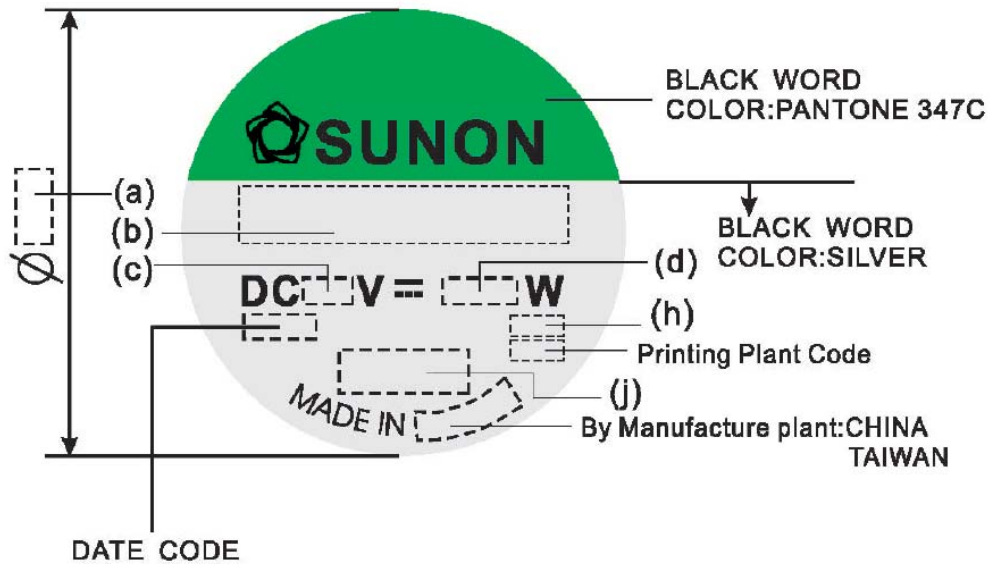 BLACK WORD
COLOR:PANTONE 347C
SUNON
(a)
(b)
BLACK WORD
COLOR:SILVER
Ø
(c)
(d)
DC V W
(h)
Printing Plant Code
(j)
MADE IN
By Manufacture plant:CHINA
TAIWAN
DATE CODE